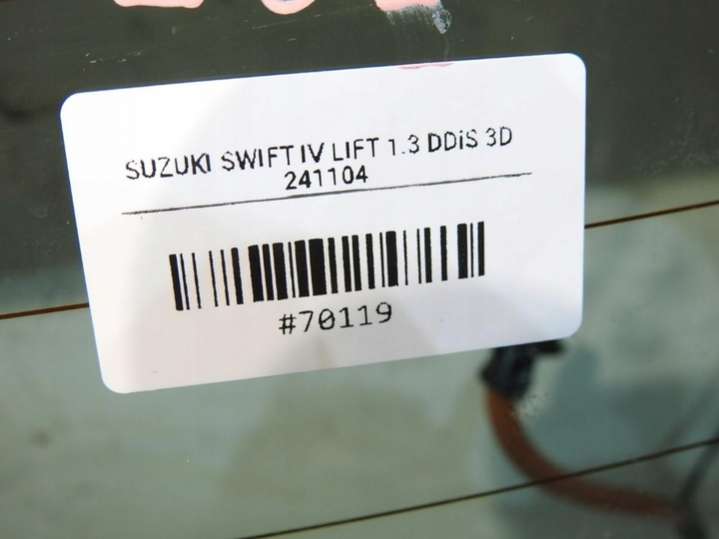 SUZUKI SWIFT IV LIFT 1.3 DDiS 3D
241104
#70119